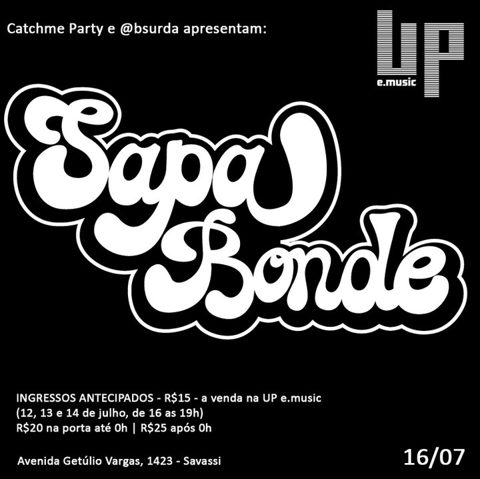 Catchme Party e @bsurda apresentam:
UP
e.music
Sapa
Bonde
INGRESSOS ANTECIPADOS - R$15 - a venda na UP e.music
(12, 13 e 14 de julho, de 16 as 19h)
R$20 na porta até 0h | R$25 após 0h
Avenida Getúlio Vargas, 1423 - Savassi
16/07